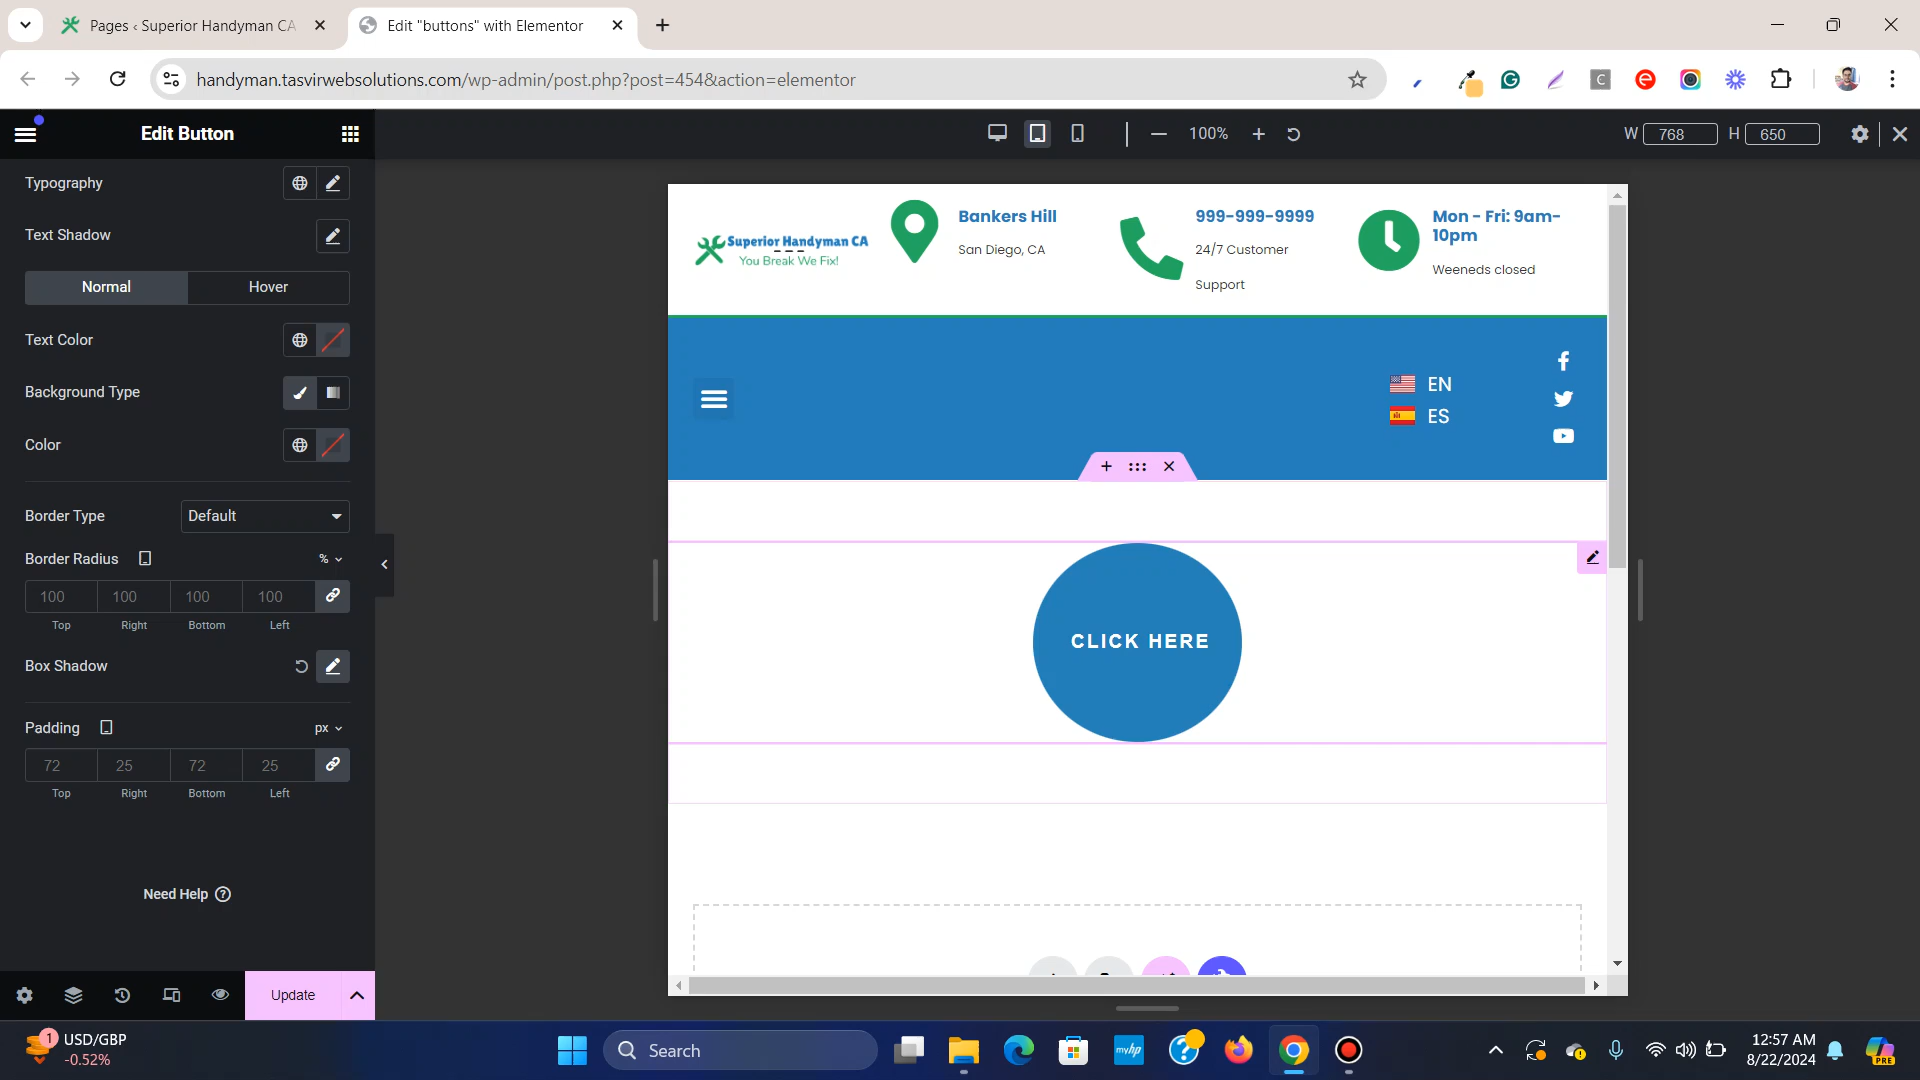 Pages ‹ Superior Handyman CA
Edit "buttons" with Elementor
handyman.tasvirwebsolutions.com/wp-admin/post.php?post=454&action=elementor
Edit Button
100%
W 768 H 650
Typography
Text Shadow
Normal Hover
Text Color
Background Type
Color
Border Type Default
Border Radius %
100 100 100 100
Top Right Bottom Left
Box Shadow
Padding px
72 25 72 25
Top Right Bottom Left
Need Help
Update
Superior Handyman CA
You Break We Fix!
Bankers Hill
San Diego, CA
999-999-9999
24/7 Customer
Support
Mon - Fri: 9am-
10pm
Weeneds closed
EN
ES
CLICK HERE
1
USD/GBP
-0.52%
Search
myhp
12:57 AM
8/22/2024
PRE